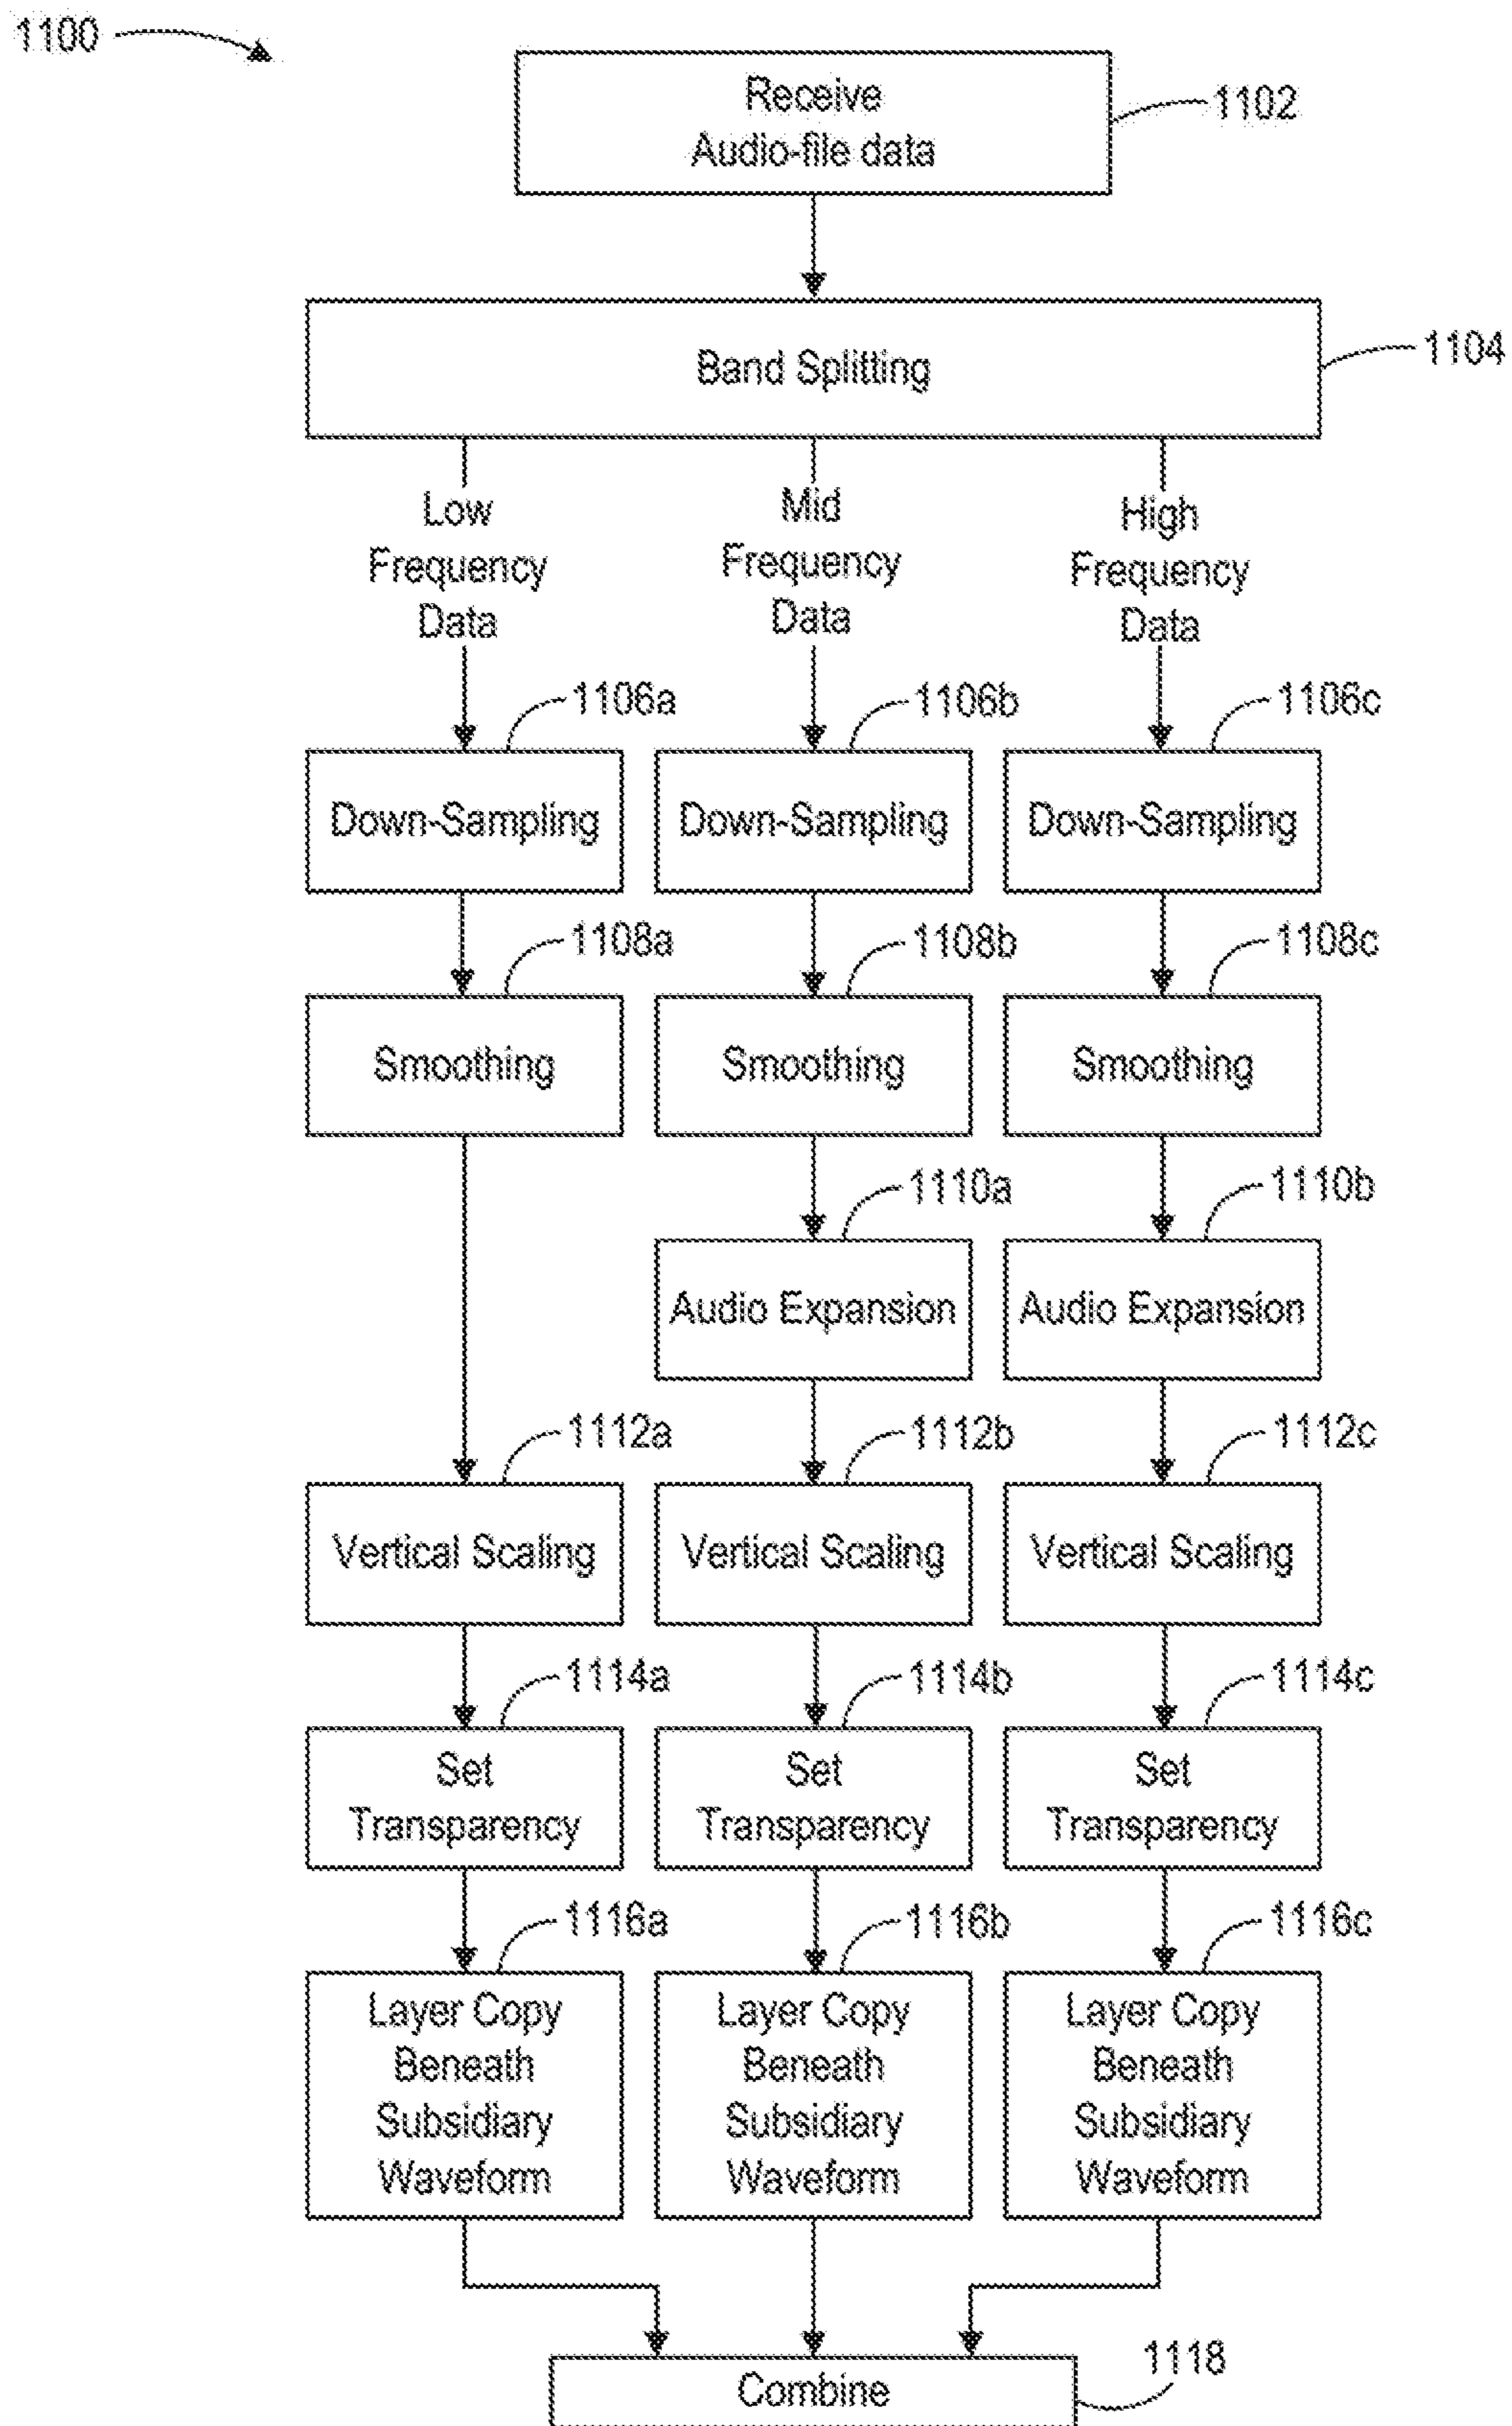 1100
Receive
Audio-file data
1102
Band Splitting
1104
Low
Frequency
Data
Mid
Frequency
Data
High
Frequency
Data
1106a
1106b
1106c
Down-Sampling
Down-Sampling
Down-Sampling
1108a
1108b
1108c
Smoothing
Smoothing
Smoothing
1110a
1110b
Audio Expansion
Audio Expansion
1112a
1112b
1112c
Vertical Scaling
Vertical Scaling
Vertical Scaling
1114a
1114b
1114c
Set
Transparency
Set
Transparency
Set
Transparency
1116a
1116b
1116c
Layer Copy
Beneath
Subsidiary
Waveform
Layer Copy
Beneath
Subsidiary
Waveform
Layer Copy
Beneath
Subsidiary
Waveform
Combine
1118